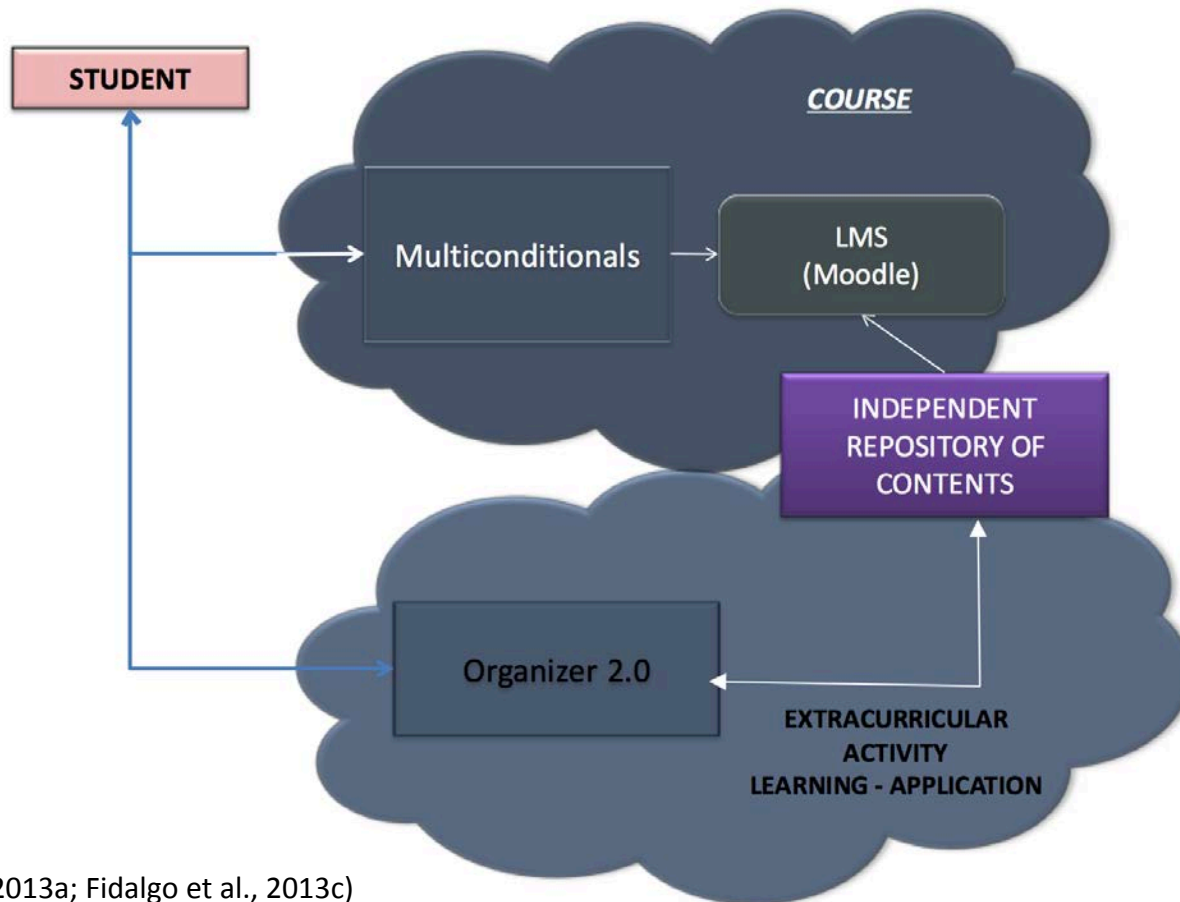 STUDENT
COURSE
Multiconditionals
LMS
(Moodle)
INDEPENDENT
REPOSITORY OF
CONTENTS
Organizer 2.0
EXTRACURRICULAR
ACTIVITY
LEARNING - APPLICATION
2013a; Fidalgo et al., 2013c)